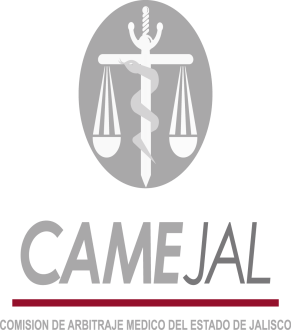 CAMEJAL
COMISION DE ARBITRAJE MEDICO DEL ESTADO DE JALISCO